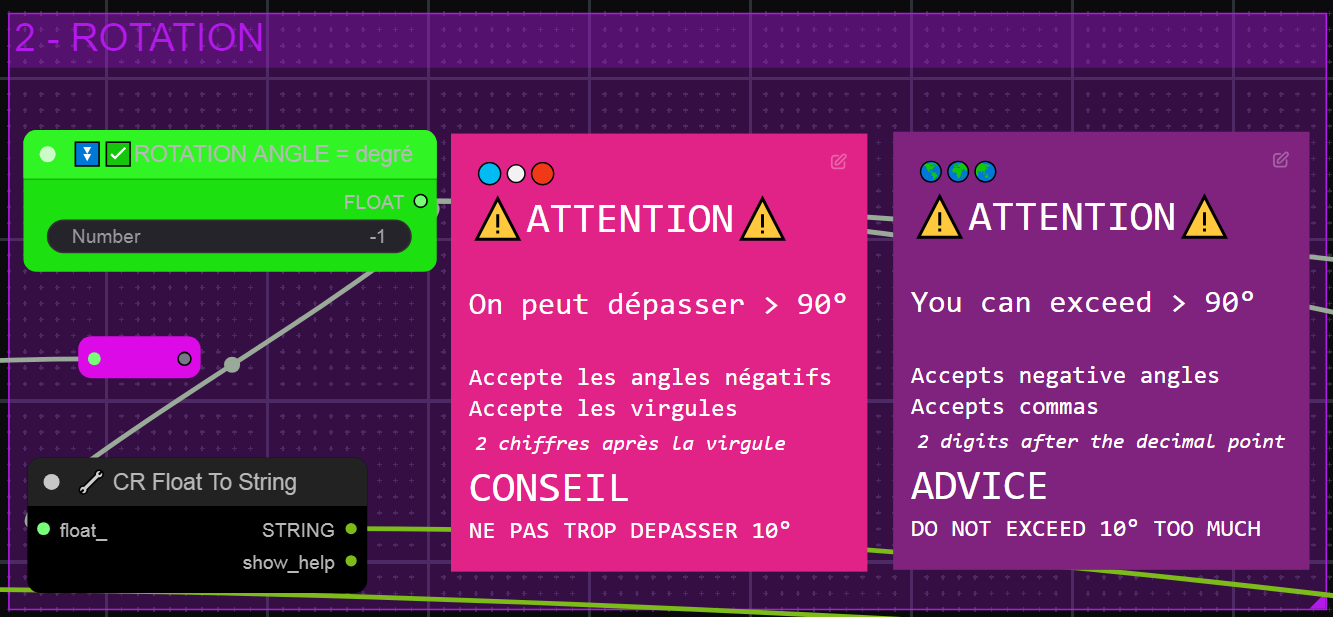 2 - ROTATION
ROTATION ANGLE = degré
FLOAT
Number -1
CR Float To String
float_ STRING
show_help
ATTENTION
On peut dépasser > 90°
Accepte les angles négatifs
Accepte les virgules
2 chiffres après la virgule
CONSEIL
NE PAS TROP DEPASSER 10°
ATTENTION
You can exceed > 90°
Accepts negative angles
Accepts commas
2 digits after the decimal point
ADVICE
DO NOT EXCEED 10° TOO MUCH